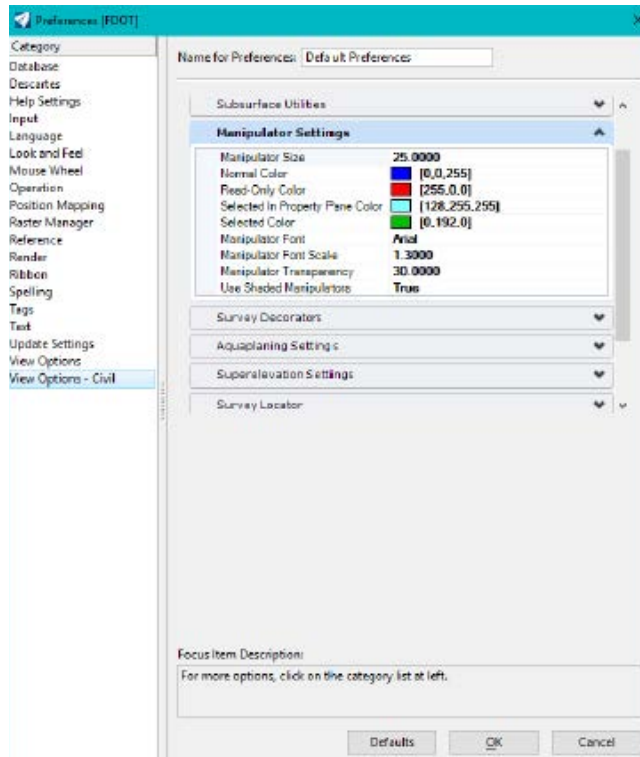 Preferences [FDOT]
Category
Database
Descartes
Help Settings
Input
Language
Look and Feel
Mouse Wheel
Operation
Position Mapping
Raster Manager
Reference
Render
Ribbon
Spelling
Tags
Text
Update Settings
View Options
View Options - Civil
Name for Preferences: Default Preferences
Subsurface Utilities
Manipulator Settings
Manipulator Size 25.0000
Normal Color [0,0,255]
Read-Only Color [255,0,0]
Selected In Property Pane Color [128,255,255]
Selected Color [0,192,0]
Manipulator Font Arial
Manipulator Font Scale 1.3000
Manipulator Transparency 30.0000
Use Shaded Manipulators True
Survey Decorators
Aquaplaning Settings
Superelevation Settings
Survey Locator
Focus Item Description:
For more options, click on the category list at left.
Defaults OK Cancel